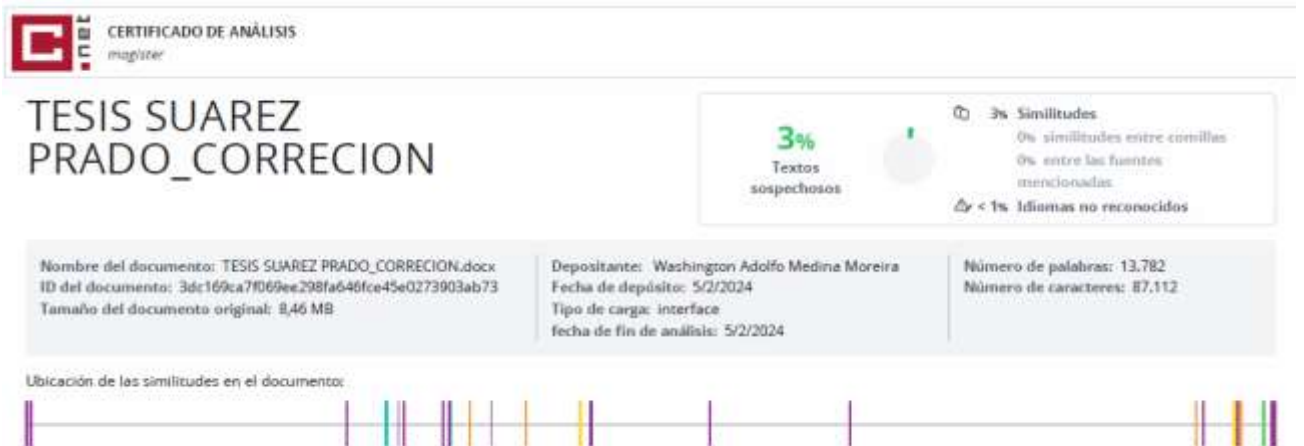 C.net
CERTIFICADO DE ANÁLISIS
magister
TESIS SUAREZ
PRADO_CORRECION
3%
Textos
sospechosos
3% Similitudes
0% similitudes entre comillas
0% entre las fuentes
mencionadas
< 1% Idiomas no reconocidos
Nombre del documento: TESIS SUAREZ PRADO_CORRECION.docx
ID del documento: 3dc169ca7f069ee298fa646fce45e0273903ab73
Tamaño del documento original: 8,46 MB
Depositante: Washington Adolfo Medina Moreira
Fecha de depósito: 5/2/2024
Tipo de carga: interface
fecha de fin de análisis: 5/2/2024
Número de palabras: 13.782
Número de caracteres: 87.112
Ubicación de las similitudes en el documento: